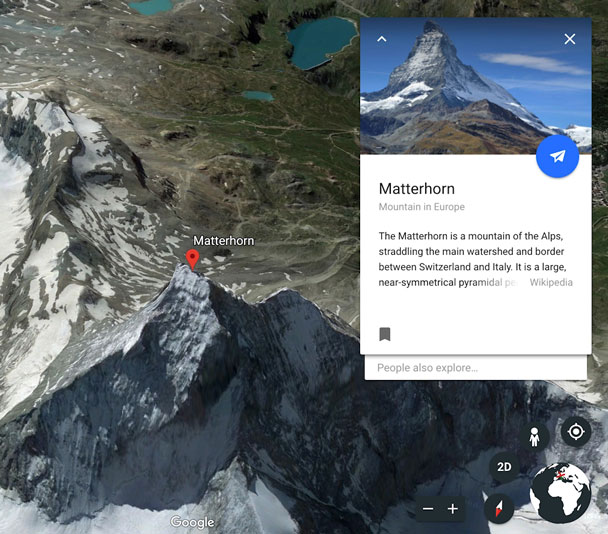 Matterhorn
Matterhorn
Mountain in Europe
The Matterhorn is a mountain of the Alps,
straddling the main watershed and border
between Switzerland and Italy. It is a large,
near-symmetrical pyramidal pe Wikipedia
People also explore...
2D
Google